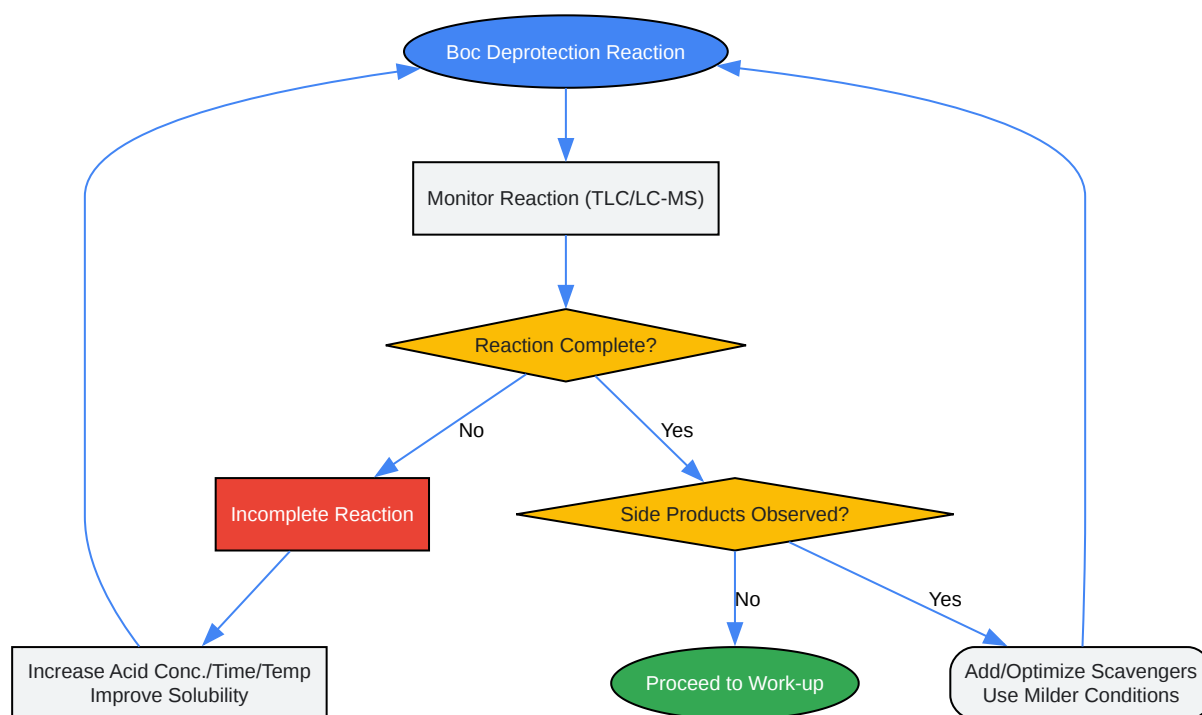 Boc Deprotection Reaction
Monitor Reaction (TLC/LC-MS)
Reaction Complete?
No
Yes
Incomplete Reaction
Side Products Observed?
No
Yes
Increase Acid Conc./Time/Temp
Improve Solubility
Proceed to Work-up
Add/Optimize Scavengers
Use Milder Conditions